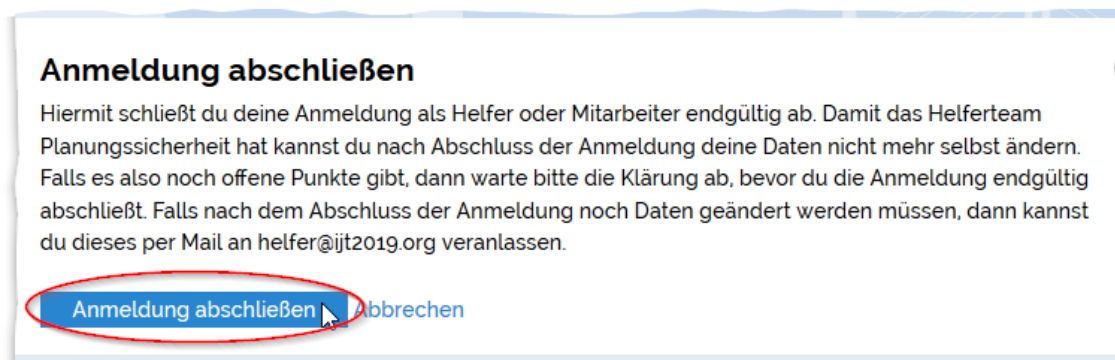 Anmeldung abschließen
Hiermit schließt du deine Anmeldung als Helfer oder Mitarbeiter endgültig ab. Damit das Helferteam
Planungssicherheit hat kannst du nach Abschluss der Anmeldung deine Daten nicht mehr selbst ändern.
Falls es also noch offene Punkte gibt, dann warte bitte die Klärung ab, bevor du die Anmeldung endgültig
abschließt. Falls nach dem Abschluss der Anmeldung noch Daten geändert werden müssen, dann kannst
du dieses per Mail an helfer@ijt2019.org veranlassen.
Anmeldung abschließen Abbrechen